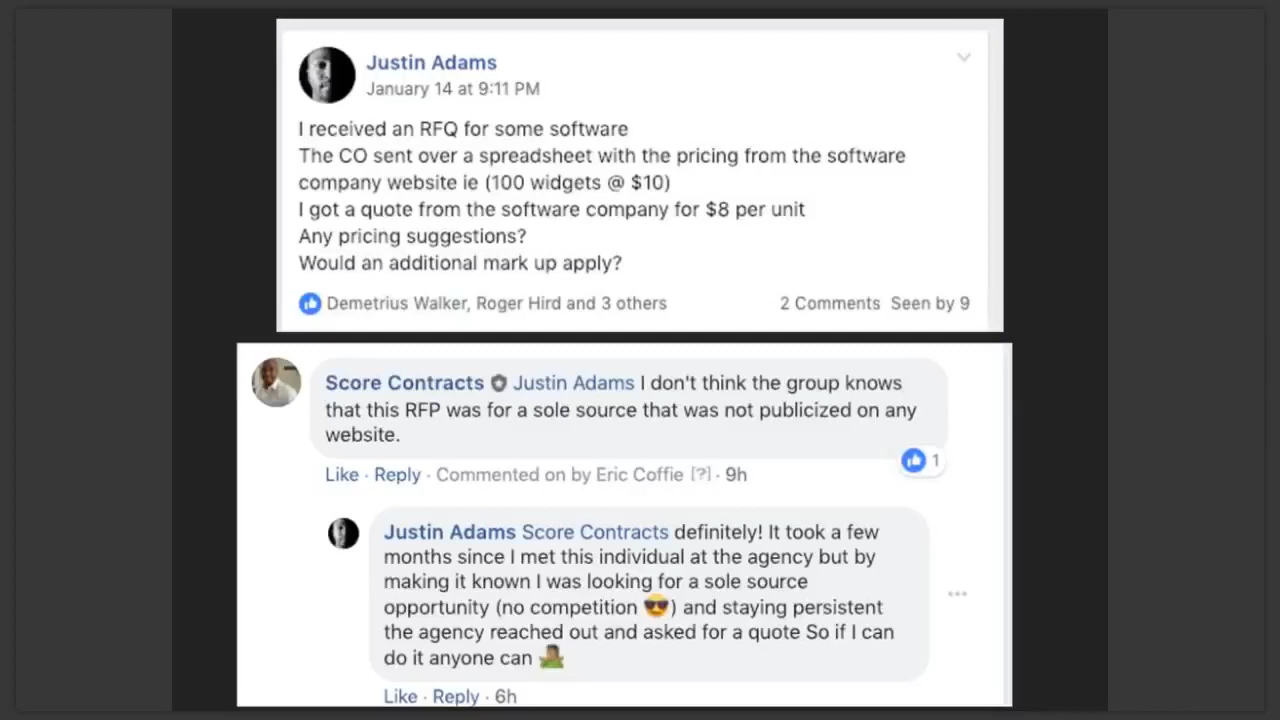 Justin Adams
January 14 at 9:11 PM
I received an RFQ for some software
The CO sent over a spreadsheet with the pricing from the software
company website ie (100 widgets @ $10)
I got a quote from the software company for $8 per unit
Any pricing suggestions?
Would an additional mark up apply?
Demetrius Walker, Roger Hird and 3 others 2 Comments Seen by 9
Score Contracts Justin Adams I don't think the group knows
that this RFP was for a sole source that was not publicized on any
website.
1
Like · Reply · Commented on by Eric Coffie [?] · 9h
Justin Adams Score Contracts definitely! It took a few
months since I met this individual at the agency but by
making it known I was looking for a sole source
opportunity (no competition 😎) and staying persistent
the agency reached out and asked for a quote So if I can
do it anyone can
Like · Reply · 6h